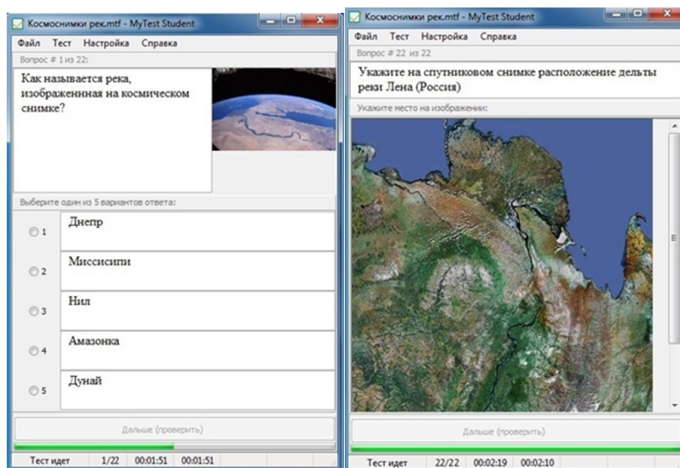 Космоснимки рек.mtf - MyTest Student
Файл Тест Настройка Справка
Вопрос # 1 из 22:
Как называется река,
изображеннная на космическом
снимке?
Выберите один из 5 вариантов ответа:
1 Днепр
2 Миссисипи
3 Нил
4 Амазонка
5 Дунай
Дальше (проверить)
Тест идет 1/22 00:01:51 00:01:51
Космоснимки рек.mtf - MyTest Student
Файл Тест Настройка Справка
Вопрос # 22 из 22
Укажите на спутниковом снимке расположение дельты
реки Лена (Россия)
Укажите место на изображении:
Дальше (проверить)
Тест идет 22/22 00:02:19 00:02:10